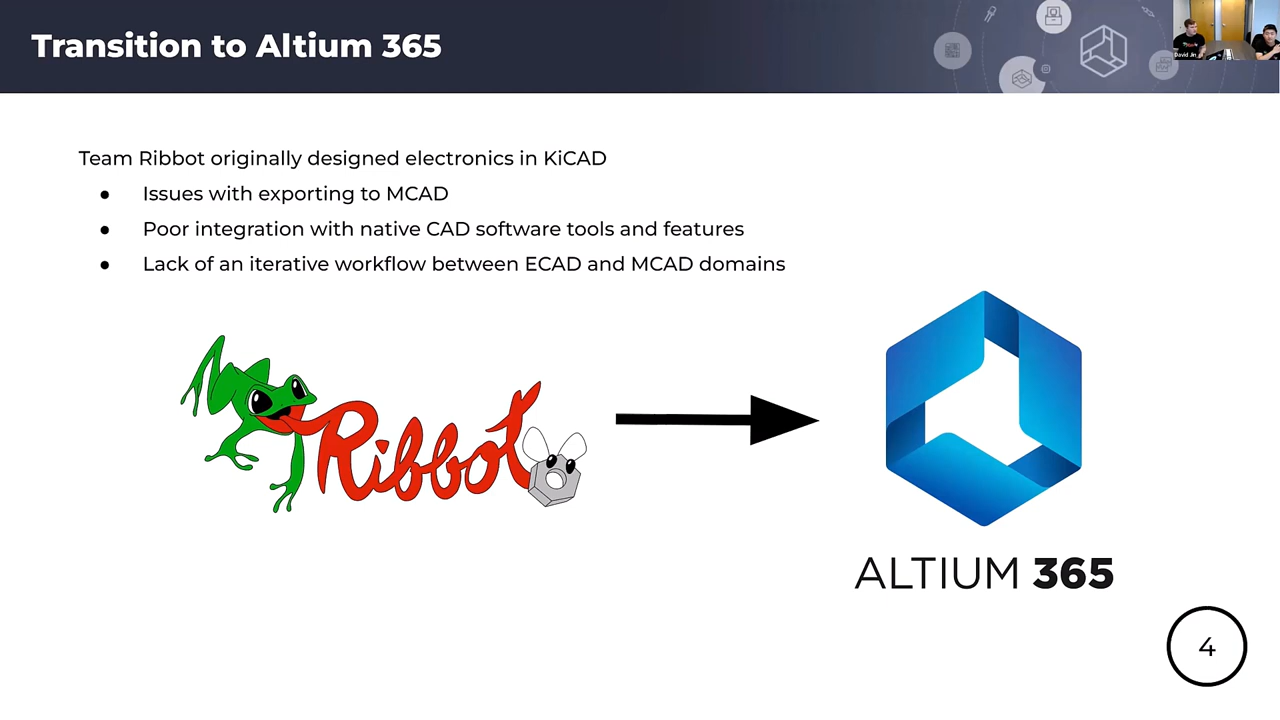 Transition to Altium 365
David Jin
Team Ribbot originally designed electronics in KiCAD
● Issues with exporting to MCAD
● Poor integration with native CAD software tools and features
● Lack of an iterative workflow between ECAD and MCAD domains
Ribbot
ALTIUM 365
4